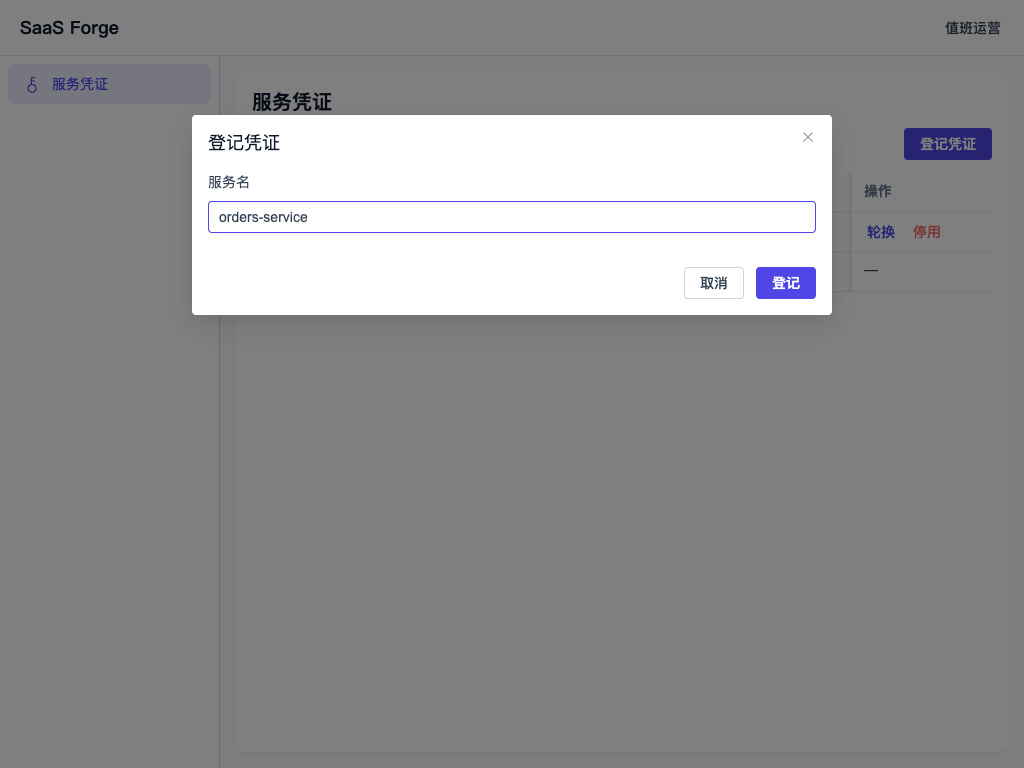 SaaS Forge
值班运营
服务凭证
服务凭证
登记凭证
登记凭证
服务名
orders-service
取消
登记
操作
轮换 停用
—